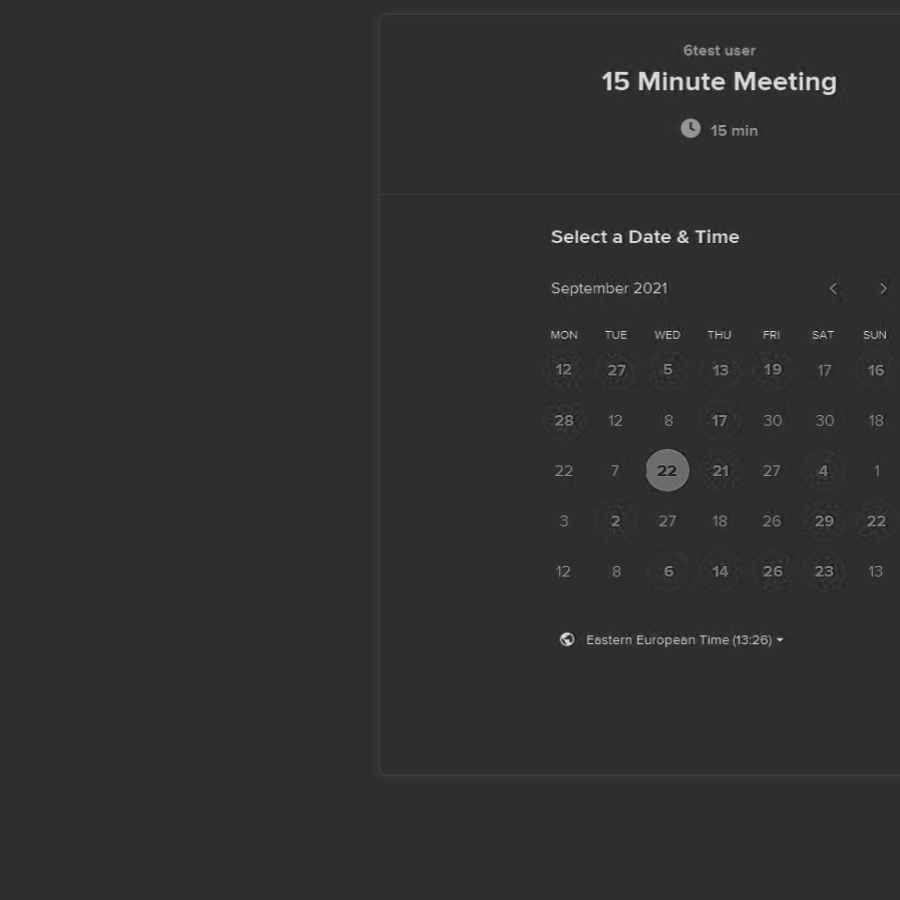 6test user
15 Minute Meeting
15 min
Select a Date & Time
September 2021
MON TUE WED THU FRI SAT SUN
12 27 5 13 19 17 16
28 12 8 17 30 30 18
22 7 22 21 27 4 1
3 2 27 18 26 29 22
12 8 6 14 26 23 13
Eastern European Time (13:26)